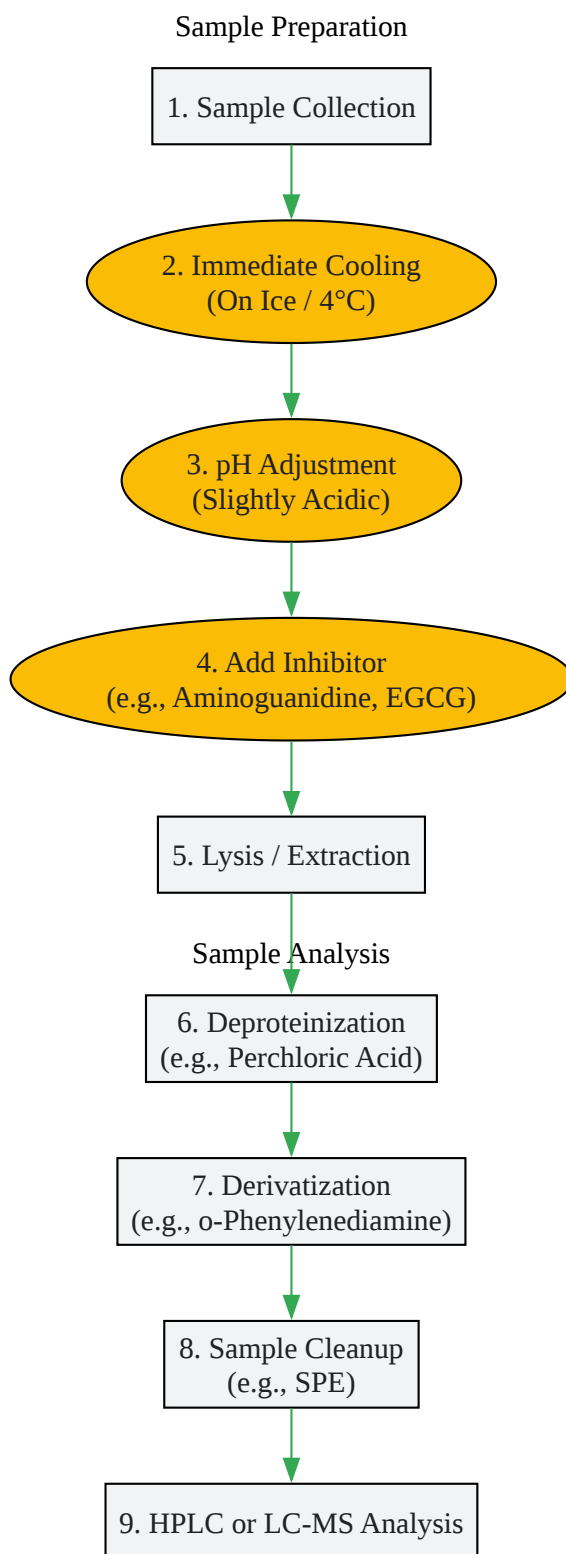 Sample Preparation
1. Sample Collection
2. Immediate Cooling
(On Ice / 4°C)
3. pH Adjustment
(Slightly Acidic)
4. Add Inhibitor
(e.g., Aminoguanidine, EGCG)
5. Lysis / Extraction
Sample Analysis
6. Deproteinization
(e.g., Perchloric Acid)
7. Derivatization
(e.g., o-Phenylenediamine)
8. Sample Cleanup
(e.g., SPE)
9. HPLC or LC-MS Analysis